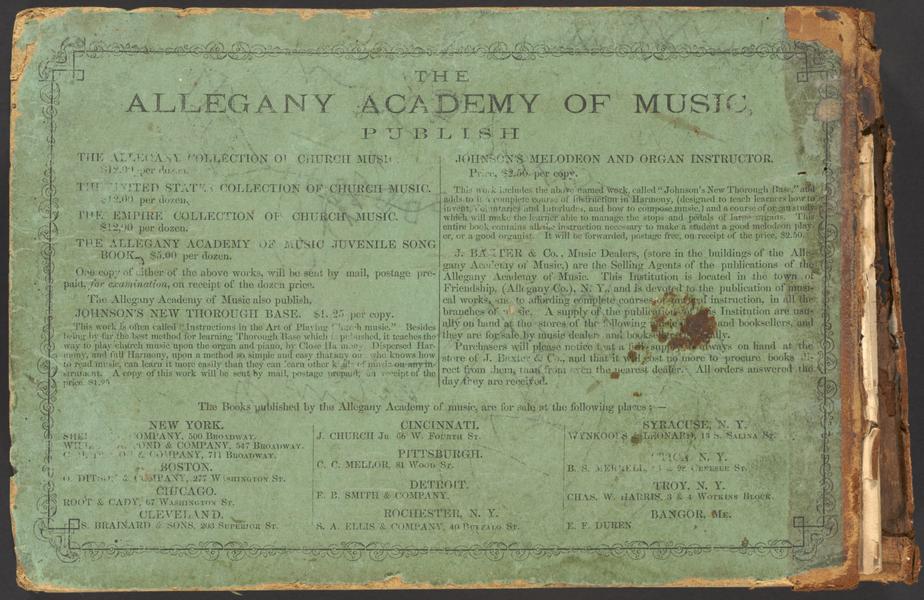 THE
ALLEGANY ACADEMY OF MUSIC,
PUBLISH
THE ALLEGANY COLLECTION OF CHURCH MUSIC.
$12.00 per dozen.
THE UNITED STATES COLLECTION OF CHURCH MUSIC.
$12.00 per dozen.
THE EMPIRE COLLECTION OF CHURCH MUSIC.
$12.00 per dozen.
THE ALLEGANY ACADEMY OF MUSIC JUVENILE SONG
BOOK, $5.00 per dozen.
One copy of either of the above works, will be sent by mail, postage pre-
paid, for examination, on receipt of the dozen price.
The Allegany Academy of Music also publish,
JOHNSON'S NEW THOROUGH BASE. $1.25 per copy.
This work is often called "Instructions in the Art of Playing Church music." Besides
being by far the best method for learning Thorough Base which is published, it teaches the
way to play church music upon the organ and piano, by Close Harmony, Dispersed Har-
mony, and full Harmony, upon a method so simple and easy that any one who knows how
to read music, can learn it more easily than they can learn other kinds of music on any in-
strument. A copy of this work will be sent by mail, postage prepaid, on receipt of the
price. $1.25
JOHNSON'S MELODEON AND ORGAN INSTRUCTOR.
Price, $2.50. per copy.
This work includes the above named work, called "Johnson's New Thorough Base," and
adds to it a complete course of instruction in Harmony, (designed to teach learners how to
invent, Voluntaries and Interludes, and how to compose music,) and a course of organ study
which will make the learner able to manage the stops and pedals of large organs. This
entire book contains all the instruction necessary to make a student a good melodeon play-
er, or, a good organist. It will be forwarded, postage free, on receipt of the price, $2.50.
J. BAXTER & Co., Music Dealers, (store in the buildings of the Alle-
gany Academy of Music,) are the Selling Agents of the publications of the
Allegany Academy of Music. This Institution is located in the town of
Friendship, (Allegany Co.), N. Y., and is devoted to the publication of musi-
cal works, and to affording complete courses of musical instruction, in all the
branches of music. A supply of the publications of this Institution are usu-
ally on hand at the stores of the following music and booksellers, and
they are for sale by music dealers and booksellers generally.
Purchasers will please notice that a full supply is always on hand at the
store of J. Baxter & Co., and that it will cost no more to procure books di-
rect from them, than from even the nearest dealers. All orders answered the
day they are received.
The Books published by the Allegany Academy of music, are for sale at the following places:—
NEW YORK.
COMPANY, 500 BROADWAY.
POND & COMPANY, 547 BROADWAY.
& COMPANY, 711 BROADWAY.
BOSTON.
O. DITSON & COMPANY, 277 WASHINGTON ST.
CHICAGO.
ROOT & CADY, 67 WASHINGTON ST.
CLEVELAND.
S. BRAINARD & SONS, 203 SUPERIOR ST.
CINCINNATI.
J. CHURCH JR 66 W. FOURTH ST.
PITTSBURGH.
C. C. MELLOR, 81 WOOD ST.
DETROIT.
F. B. SMITH & COMPANY.
ROCHESTER, N. Y.
S. A. ELLIS & COMPANY, 40 BUFFALO ST.
SYRACUSE, N. Y.
WYNKOOP & LEONARD, 13 S. SALINA ST.
UTICA N. Y.
B. S. MERRELL, GENESEE ST.
TROY, N. Y.
CHAS. W. HARRIS, 3 & 4 WOTKINS BLOCK.
BANGOR, ME.
E. F. DUREN